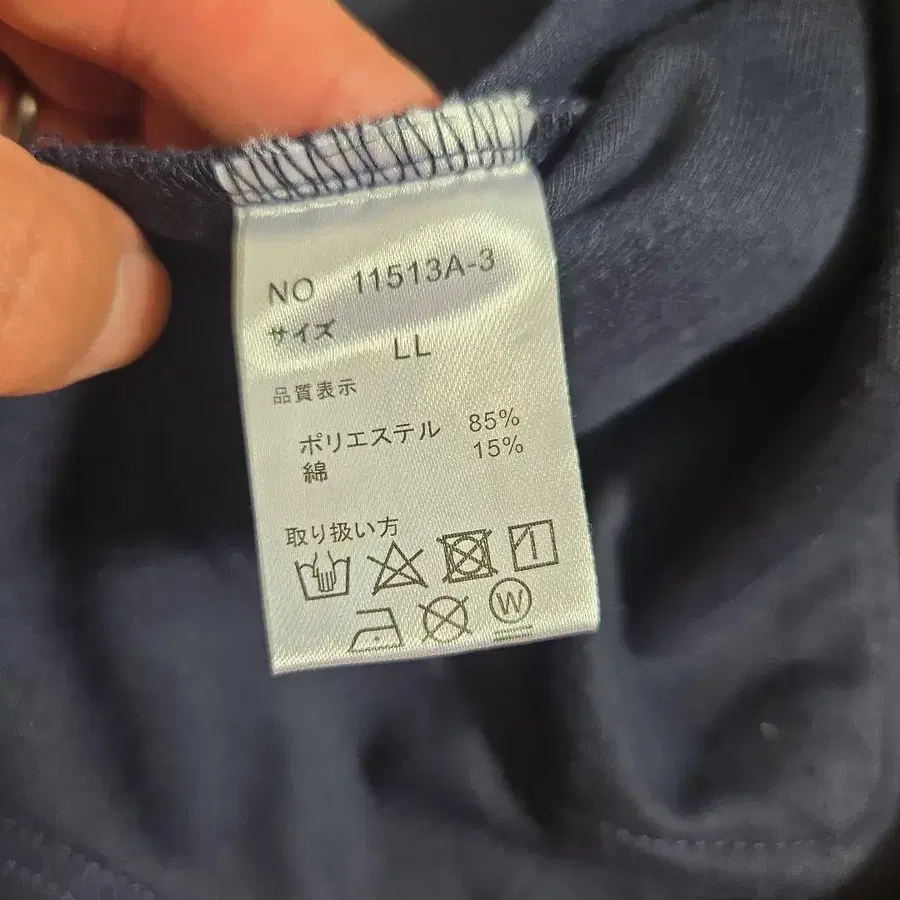 NO 11513A-3
サイズ
LL
品質表示
ポリエステル 85%
綿 15%
取り扱い方
W